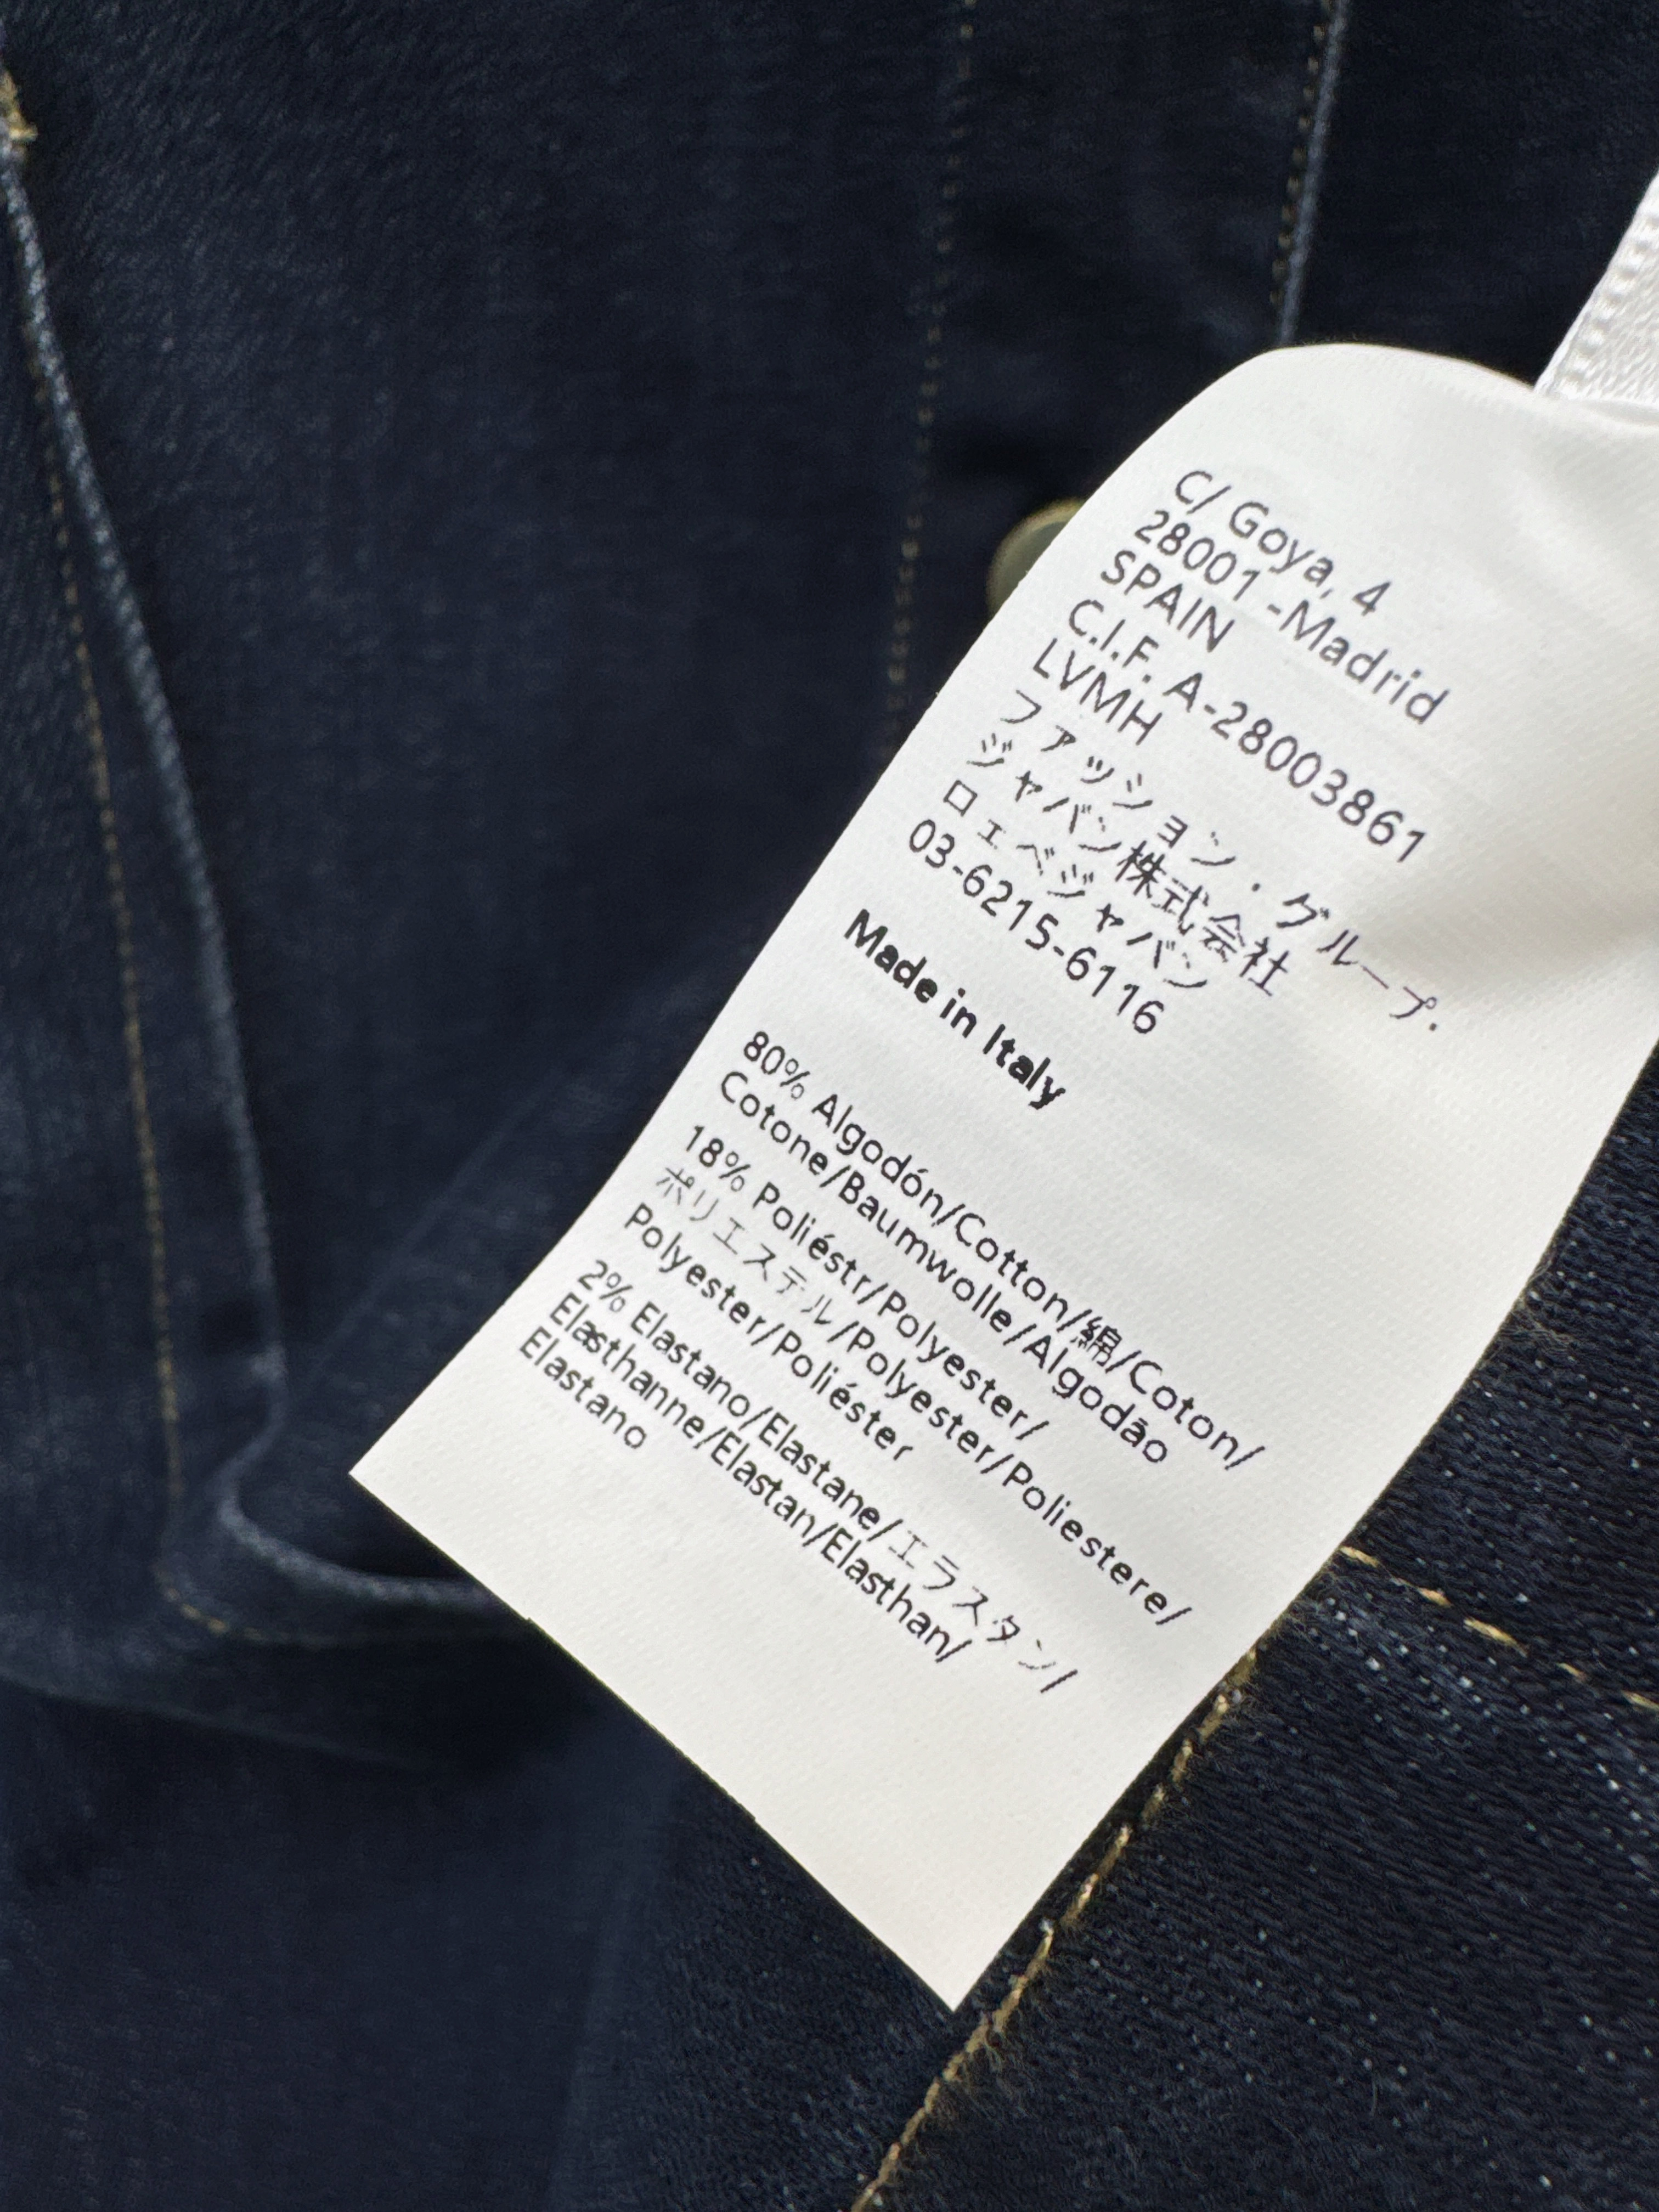 C/ Goya, 4
28001 -Madrid
SPAIN
C.I.F. A-28003861
LVMH
ファッション・グループ・
ジャパン株式会社
ロエベジャパン
03-6215-6116
Made in Italy
80% Algodón/Cotton/綿/Coton/
Cotone/Baumwolle/Algodão
18% Poliéstr/Polyester/
ポリエステル/Polyester/Poliestere/
Polyester/Poliéster
2% Elastano/Elastane/エラスタン/
Elasthanne/Elastan/Elasthan/
Elastano